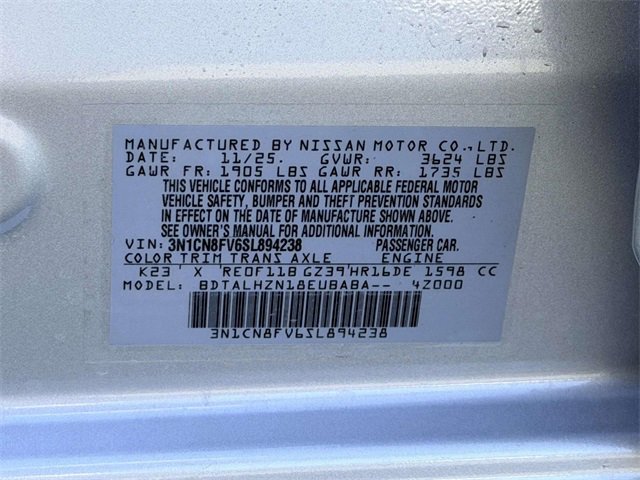 MANUFACTURED BY NISSAN MOTOR CO.,LTD.
DATE: 11/25. GVWR: 3624 LBS
GAWR FR: 1905 LBS GAWR RR: 1735 LBS
THIS VEHICLE CONFORMS TO ALL APPLICABLE FEDERAL MOTOR
VEHICLE SAFETY, BUMPER AND THEFT PREVENTION STANDARDS
IN EFFECT ON THE DATE OF MANUFACTURE SHOWN ABOVE.
SEE OWNER'S MANUAL FOR ADDITIONAL INFORMATION
VIN: 3N1CN8FV6SL894238 PASSENGER CAR.
COLOR TRIM TRANS AXLE ENGINE
K23 X RE0F11B GZ39 HR16DE 1598 CC
MODEL: BDTALHZN18EUBABA-- 4Z000
3N1CN8FV6SL894238